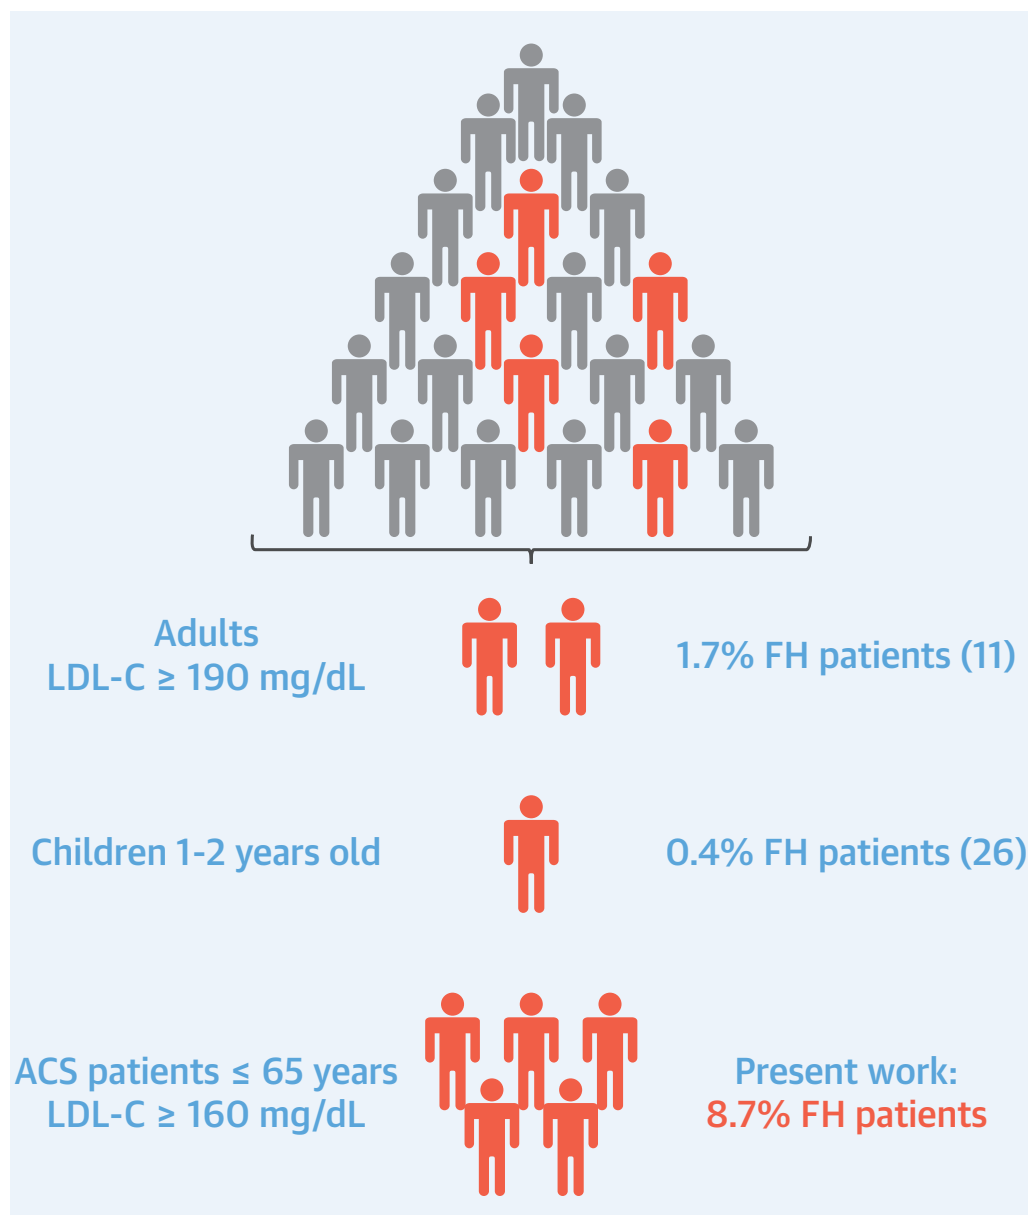 Adults
LDL-C ≥ 190 mg/dL
1.7% FH patients (11)
Children 1-2 years old
0.4% FH patients (26)
ACS patients ≤ 65 years
LDL-C ≥ 160 mg/dL
Present work:
8.7% FH patients